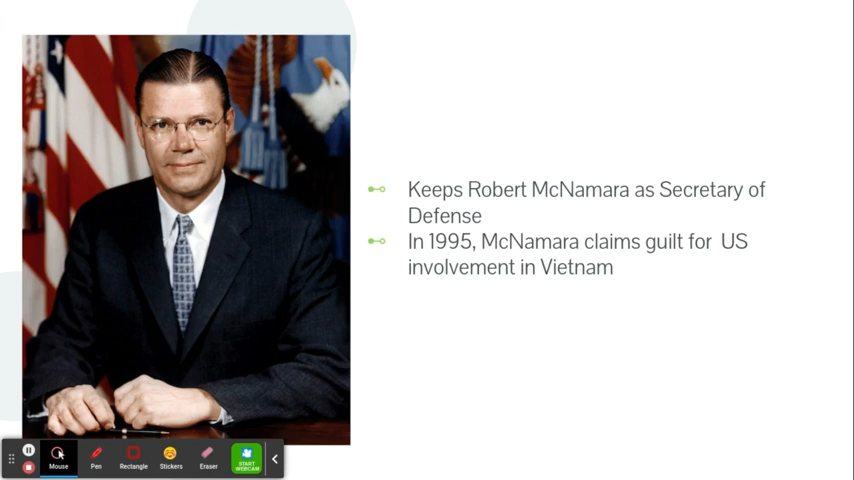 Keeps Robert McNamara as Secretary of
Defense
In 1995, McNamara claims guilt for US
involvement in Vietnam
Mouse
Pen
Rectangle
Stickers
Eraser
START
WEBCAM